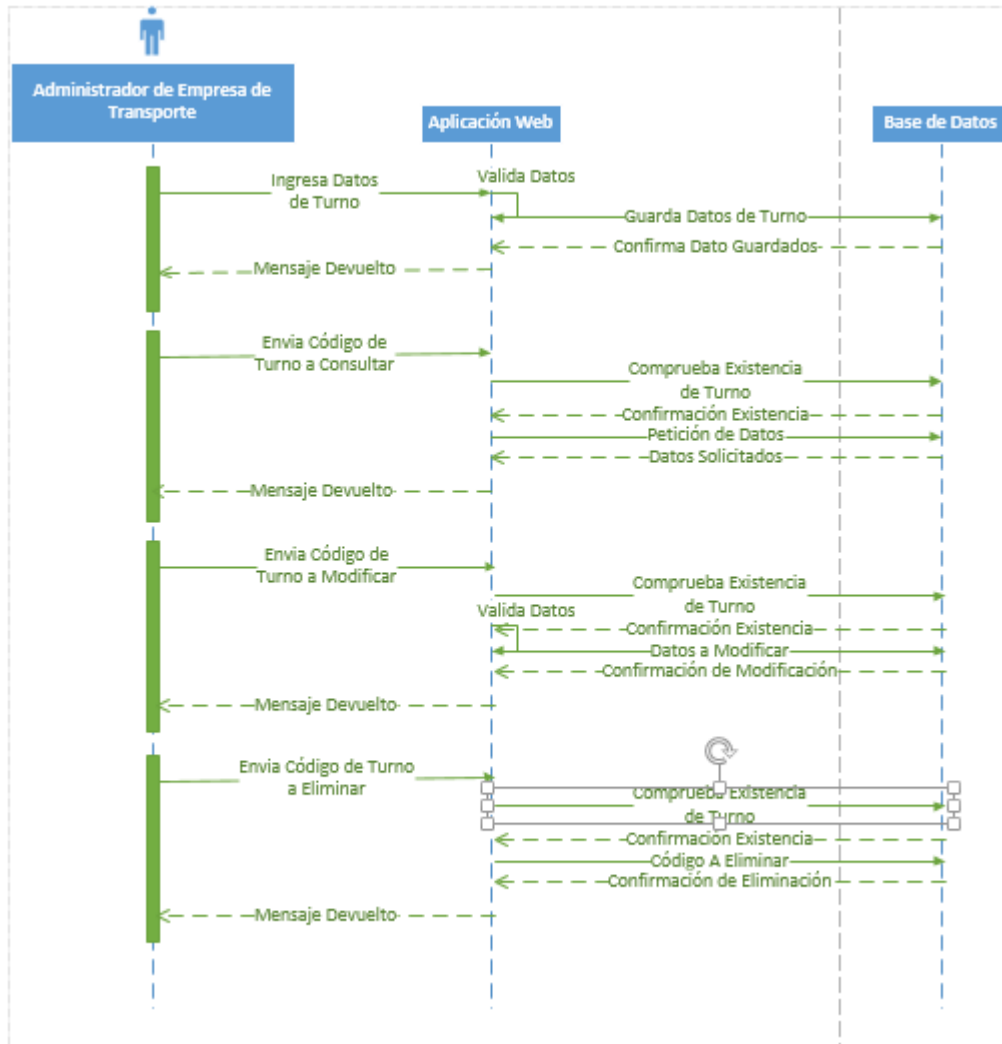 Administrador de Empresa de
Transporte
Aplicación Web
Base de Datos
Ingresa Datos
de Turno
Valida Datos
Guarda Datos de Turno
Confirma Dato Guardados
Mensaje Devuelto
Envia Código de
Turno a Consultar
Comprueba Existencia
de Turno
Confirmación Existencia
Petición de Datos
Datos Solicitados
Mensaje Devuelto
Envia Código de
Turno a Modificar
Comprueba Existencia
de Turno
Valida Datos
Confirmación Existencia
Datos a Modificar
Confirmación de Modificación
Mensaje Devuelto
Envia Código de Turno
a Eliminar
Comprueba Existencia
de Turno
Confirmación Existencia
Código A Eliminar
Confirmación de Eliminación
Mensaje Devuelto